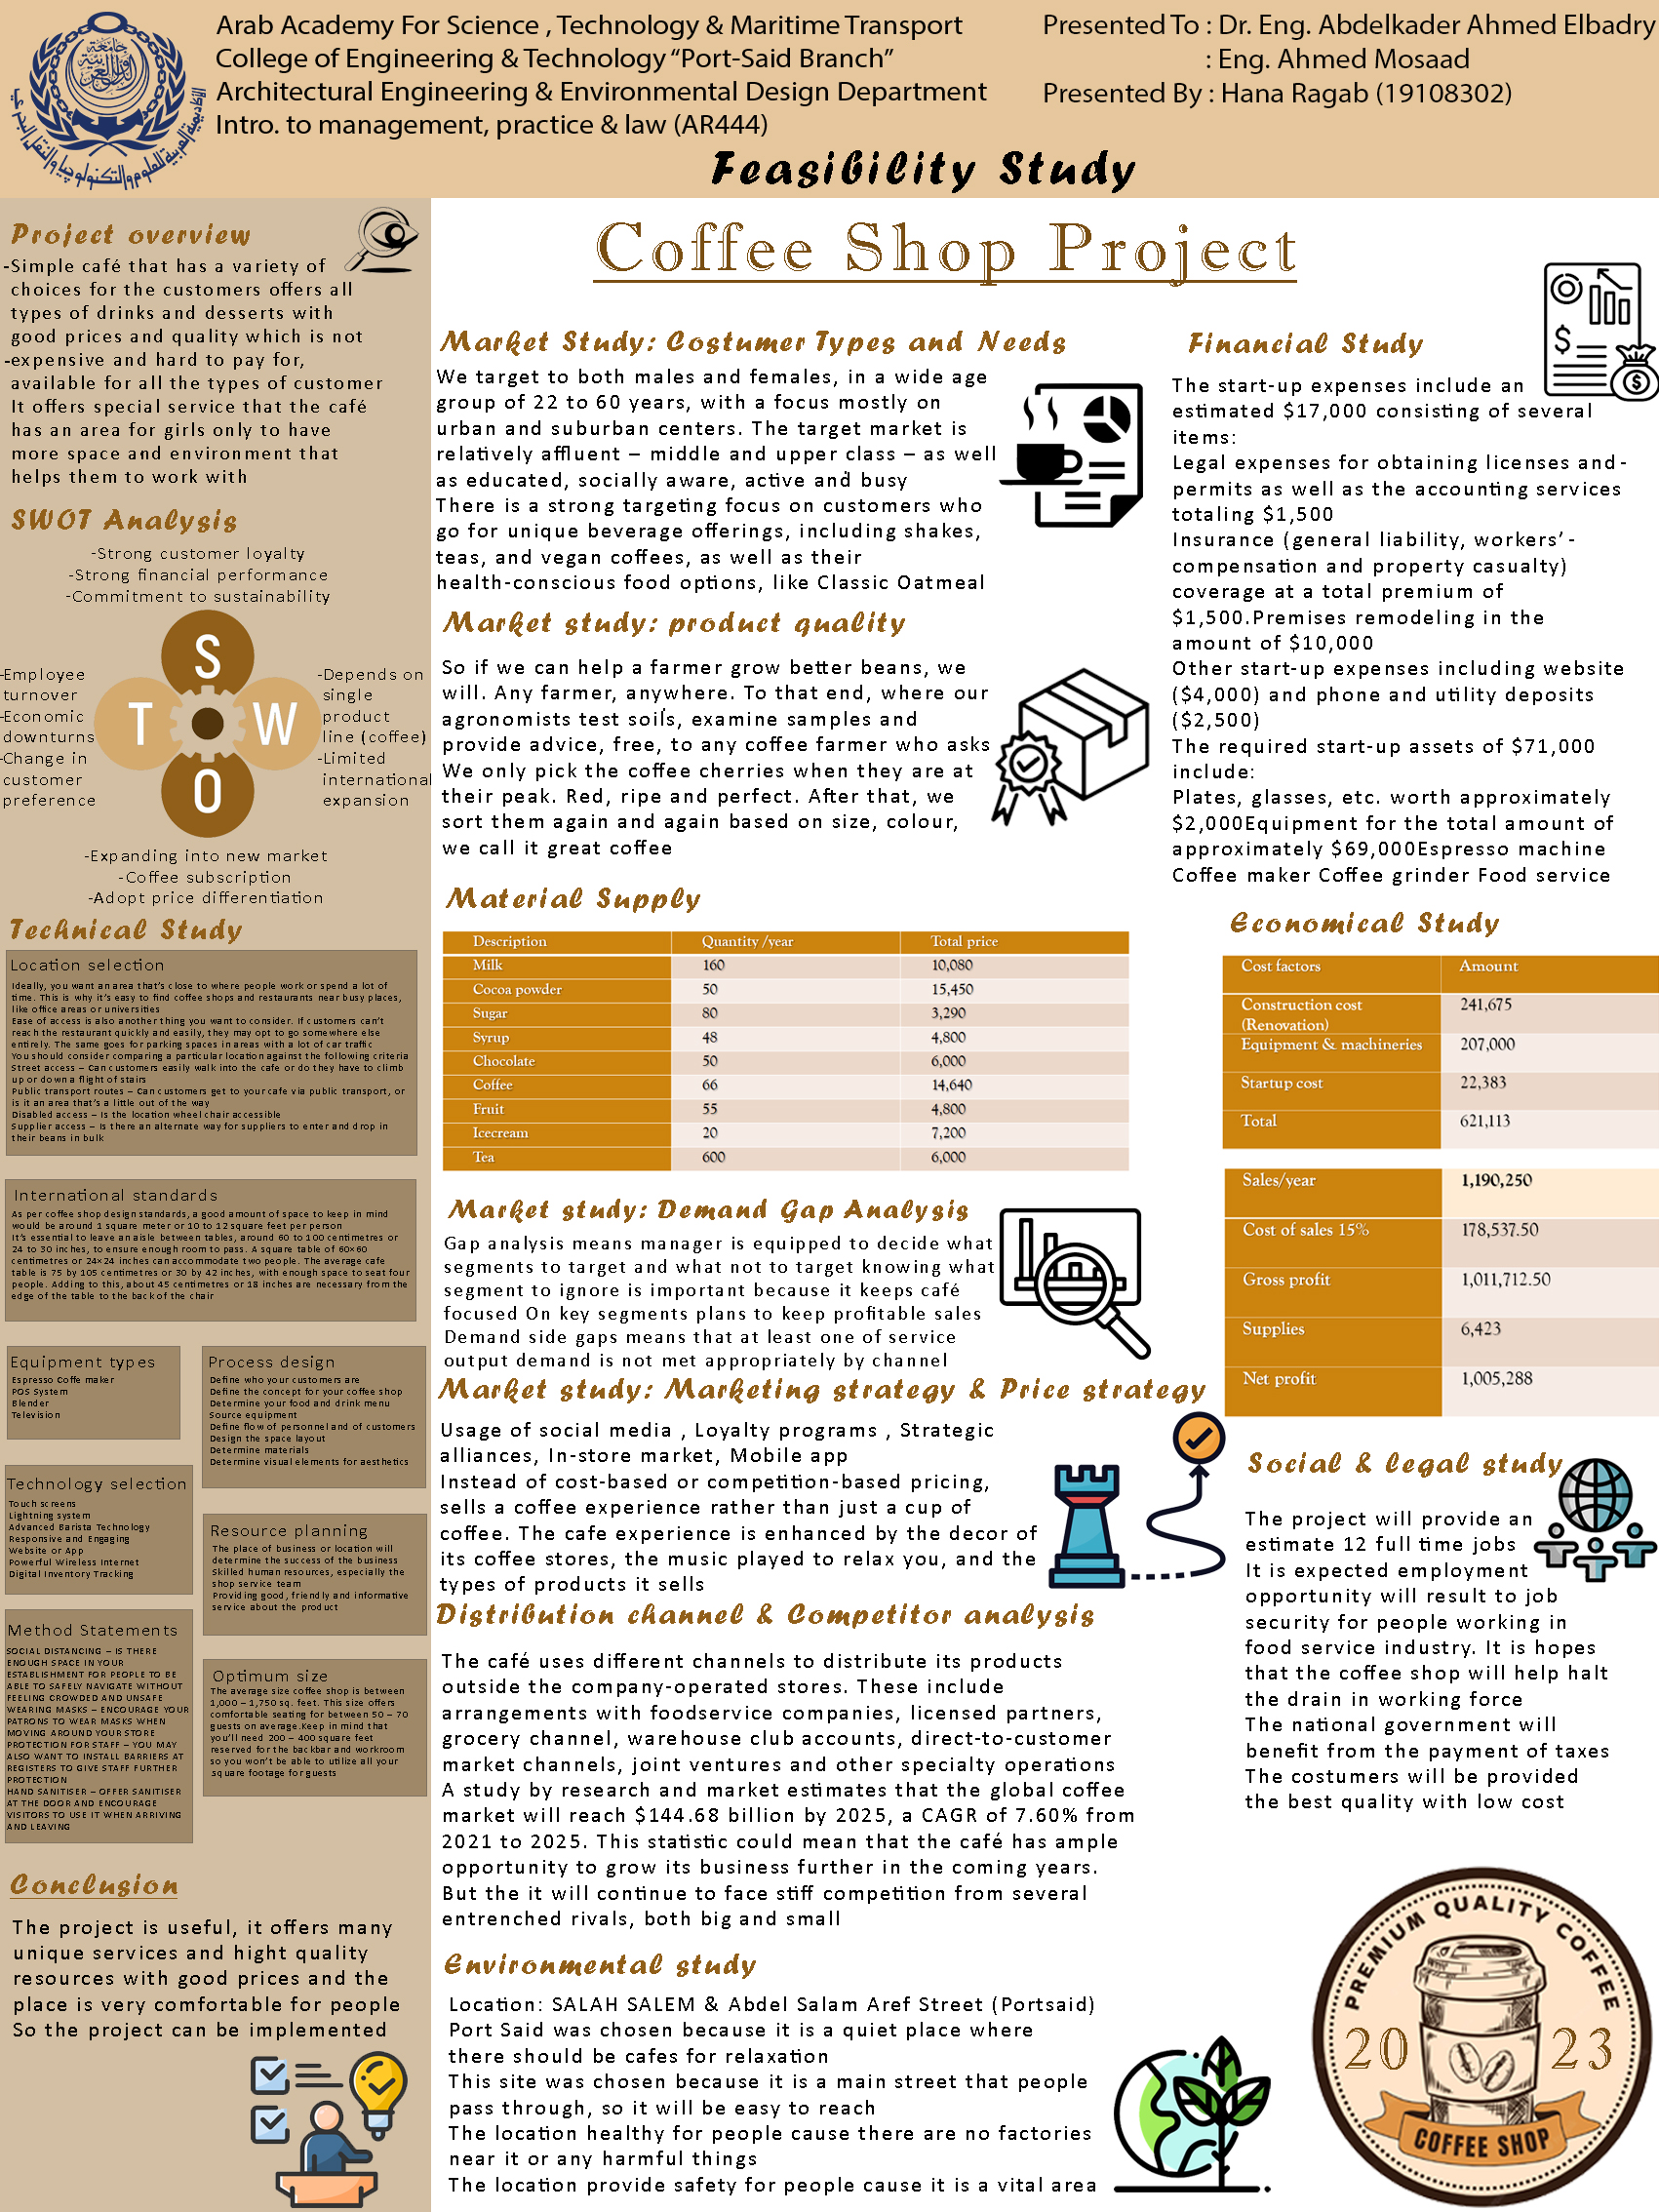 Arab Academy For Science , Technology & Maritime Transport
College of Engineering & Technology “Port-Said Branch”
Architectural Engineering & Environmental Design Department
Intro. to management, practice & law (AR444)
Presented To : Dr. Eng. Abdelkader Ahmed Elbadry
: Eng. Ahmed Mosaad
Presented By : Hana Ragab (19108302)
Feasibility Study
Coffee Shop Project
Project overview
-Simple café that has a variety of
choices for the customers offers all
types of drinks and desserts with
good prices and quality which is not
-expensive and hard to pay for,
available for all the types of customer
It offers special service that the café
has an area for girls only to have
more space and environment that
helps them to work with
SWOT Analysis
-Strong customer loyalty
-Strong financial performance
-Commitment to sustainability
S
T
W
O
-Employee
turnover
-Economic
downturns
-Change in
customer
preference
-Depends on
single
product
line (coffee)
-Limited
international
expansion
-Expanding into new market
-Coffee subscription
-Adopt price differentiation
Technical Study
Location selection
Ideally, you want an area that’s close to where people work or spend a lot of
time. This is why it’s easy to find coffee shops and restaurants near busy places,
like office areas or universities
Ease of access is also another thing you want to consider. If customers can’t
reach the restaurant quickly and easily, they may opt to go somewhere else
entirely. The same goes for parking spaces in areas with a lot of car traffic
You should consider comparing a particular location against the following criteria
Street access – Can customers easily walk into the cafe or do they have to climb
up or down a flight of stairs
Public transport routes – Can customers get to your cafe via public transport, or
is it an area that’s a little out of the way
Disabled access – Is the location wheel chair accessible
Supplier access – Is there an alternate way for suppliers to enter and drop in
their beans in bulk
International standards
As per coffee shop design standards, a good amount of space to keep in mind
would be around 1 square meter or 10 to 12 square feet per person
It’s essential to leave an aisle between tables, around 60 to 100 centimetres or
24 to 30 inches, to ensure enough room to pass. A square table of 60×60
centimetres or 24×24 inches can accommodate two people. The average cafe
table is 75 by 105 centimetres or 30 by 42 inches, with enough space to seat four
people. Adding to this, about 45 centimetres or 18 inches are necessary from the
edge of the table to the back of the chair
Equipment types
Espresso Coffe maker
POS System
Blender
Television
Process design
Define who your customers are
Define the concept for your coffee shop
Determine your food and drink menu
Source equipment
Define flow of personnel and of customers
Design the space layout
Determine materials
Determine visual elements for aesthetics
Technology selection
Touch screens
Lightning system
Advanced Barista Technology
Responsive and Engaging
Website or App
Powerful Wireless Internet
Digital Inventory Tracking
Resource planning
The place of business or location will
determine the success of the business
Skilled human resources, especially the
shop service team
Providing good, friendly and informative
service about the product
Method Statements
SOCIAL DISTANCING – IS THERE
ENOUGH SPACE IN YOUR
ESTABLISHMENT FOR PEOPLE TO BE
ABLE TO SAFELY NAVIGATE WITHOUT
FEELING CROWDED AND UNSAFE
WEARING MASKS – ENCOURAGE YOUR
PATRONS TO WEAR MASKS WHEN
MOVING AROUND YOUR STORE
PROTECTION FOR STAFF – YOU MAY
ALSO WANT TO INSTALL BARRIERS AT
REGISTERS TO GIVE STAFF FURTHER
PROTECTION
HAND SANITISER – OFFER SANITISER
AT THE DOOR AND ENCOURAGE
VISITORS TO USE IT WHEN ARRIVING
AND LEAVING
Optimum size
The average size coffee shop is between
1,000 – 1,750 sq. feet. This size offers
comfortable seating for between 50 – 70
guests on average.Keep in mind that
you’ll need 200 – 400 square feet
reserved for the backbar and workroom
so you won’t be able to utilize all your
square footage for guests
Conclusion
The project is useful, it offers many
unique services and hight quality
resources with good prices and the
place is very comfortable for people
So the project can be implemented
Market Study: Costumer Types and Needs
We target to both males and females, in a wide age
group of 22 to 60 years, with a focus mostly on
urban and suburban centers. The target market is
relatively affluent – middle and upper class – as well
as educated, socially aware, active and busy
There is a strong targeting focus on customers who
go for unique beverage offerings, including shakes,
teas, and vegan coffees, as well as their
health-conscious food options, like Classic Oatmeal
Market study: product quality
So if we can help a farmer grow better beans, we
will. Any farmer, anywhere. To that end, where our
agronomists test soils, examine samples and
provide advice, free, to any coffee farmer who asks
We only pick the coffee cherries when they are at
their peak. Red, ripe and perfect. After that, we
sort them again and again based on size, colour,
we call it great coffee
Material Supply
Description Quantity /year Total price
Milk 160 10,080
Cocoa powder 50 15,450
Sugar 80 3,290
Syrup 48 4,800
Chocolate 50 6,000
Coffee 66 14,640
Fruit 55 4,800
Icecream 20 7,200
Tea 600 6,000
Market study: Demand Gap Analysis
Gap analysis means manager is equipped to decide what
segments to target and what not to target knowing what
segment to ignore is important because it keeps café
focused On key segments plans to keep profitable sales
Demand side gaps means that at least one of service
output demand is not met appropriately by channel
Market study: Marketing strategy & Price strategy
Usage of social media , Loyalty programs , Strategic
alliances, In-store market, Mobile app
Instead of cost-based or competition-based pricing,
sells a coffee experience rather than just a cup of
coffee. The cafe experience is enhanced by the decor of
its coffee stores, the music played to relax you, and the
types of products it sells
Distribution channel & Competitor analysis
The café uses different channels to distribute its products
outside the company-operated stores. These include
arrangements with foodservice companies, licensed partners,
grocery channel, warehouse club accounts, direct-to-customer
market channels, joint ventures and other specialty operations
A study by research and market estimates that the global coffee
market will reach $144.68 billion by 2025, a CAGR of 7.60% from
2021 to 2025. This statistic could mean that the café has ample
opportunity to grow its business further in the coming years.
But the it will continue to face stiff competition from several
entrenched rivals, both big and small
Environmental study
Location: SALAH SALEM & Abdel Salam Aref Street (Portsaid)
Port Said was chosen because it is a quiet place where
there should be cafes for relaxation
This site was chosen because it is a main street that people
pass through, so it will be easy to reach
The location healthy for people cause there are no factories
near it or any harmful things
The location provide safety for people cause it is a vital area
Financial Study
The start-up expenses include an
estimated $17,000 consisting of several
items:
Legal expenses for obtaining licenses and-
permits as well as the accounting services
totaling $1,500
Insurance (general liability, workers’-
compensation and property casualty)
coverage at a total premium of
$1,500.Premises remodeling in the
amount of $10,000
Other start-up expenses including website
($4,000) and phone and utility deposits
($2,500)
The required start-up assets of $71,000
include:
Plates, glasses, etc. worth approximately
$2,000Equipment for the total amount of
approximately $69,000Espresso machine
Coffee maker Coffee grinder Food service
Economical Study
Cost factors Amount
Construction cost
(Renovation) 241,675
Equipment & machineries 207,000
Startup cost 22,383
Total 621,113
Sales/year 1,190,250
Cost of sales 15% 178,537.50
Gross profit 1,011,712.50
Supplies 6,423
Net profit 1,005,288
Social & legal study
The project will provide an
estimate 12 full time jobs
It is expected employment
opportunity will result to job
security for people working in
food service industry. It is hopes
that the coffee shop will help halt
the drain in working force
The national government will
benefit from the payment of taxes
The costumers will be provided
the best quality with low cost
PREMIUM QUALITY COFFEE
20 23
COFFEE SHOP